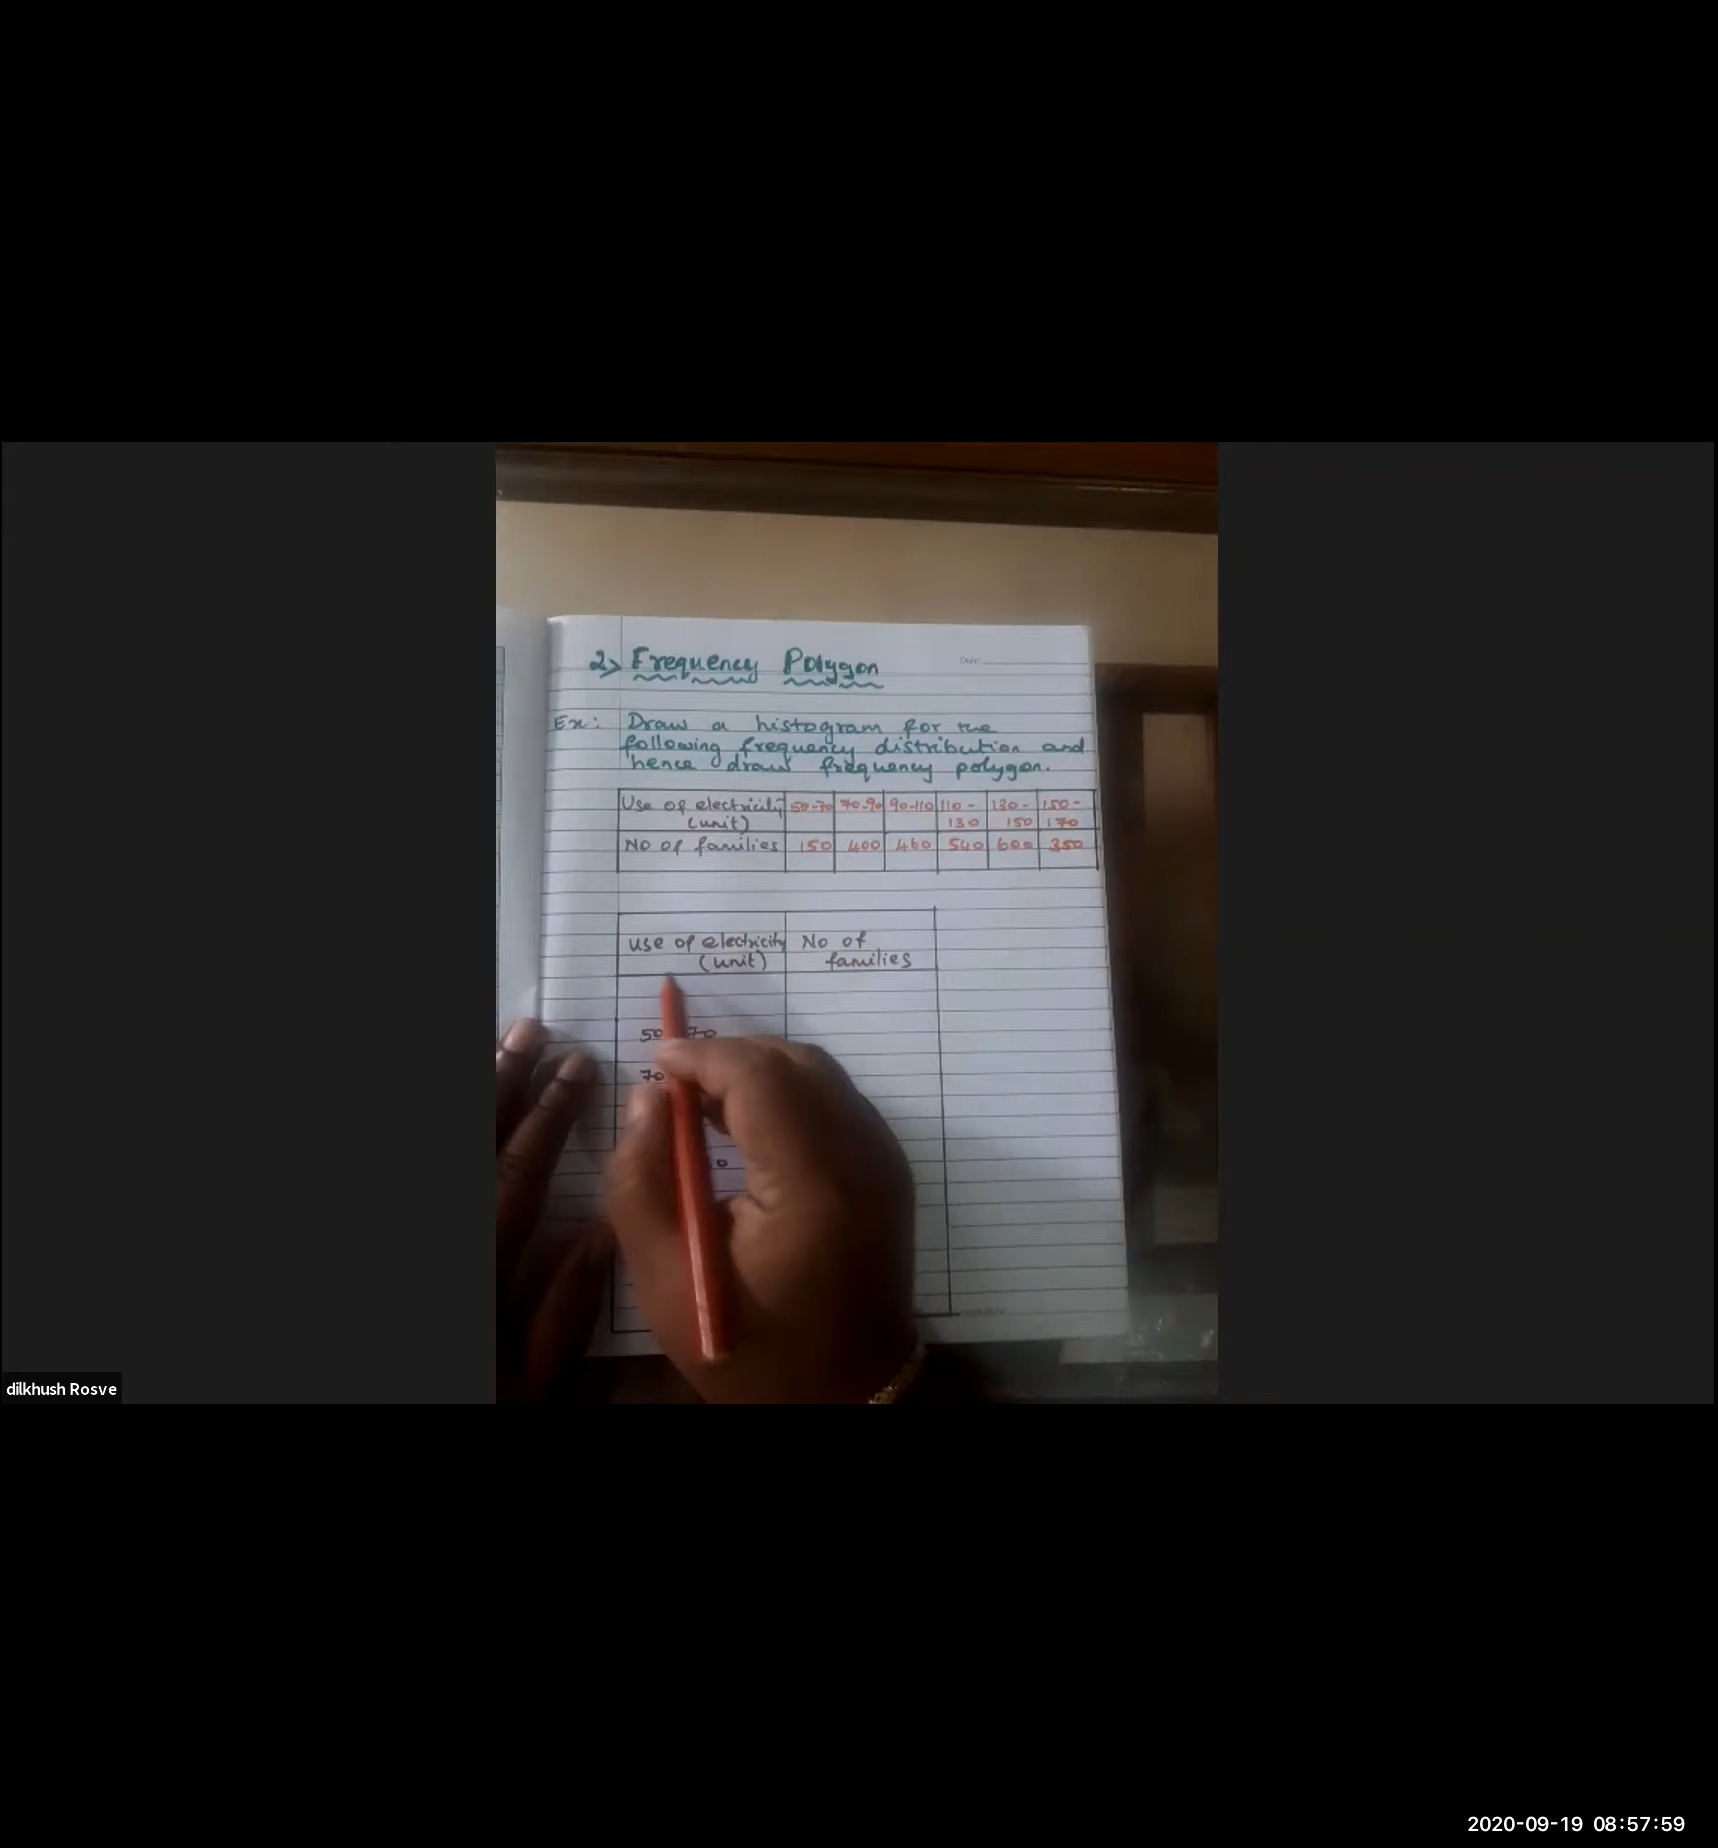 2> Frequency Polygon
Date:
Ex: Draw a histogram for the
following frequency distribution and
hence draw frequency polygon.
Use of electricity (unit) 50-70 70-90 90-110 110-130 130-150 150-170
No of families 150 400 460 540 600 350
use of electricity (unit) No of families
50 70
70
dilkhush Rosve
2020-09-19 08:57:59